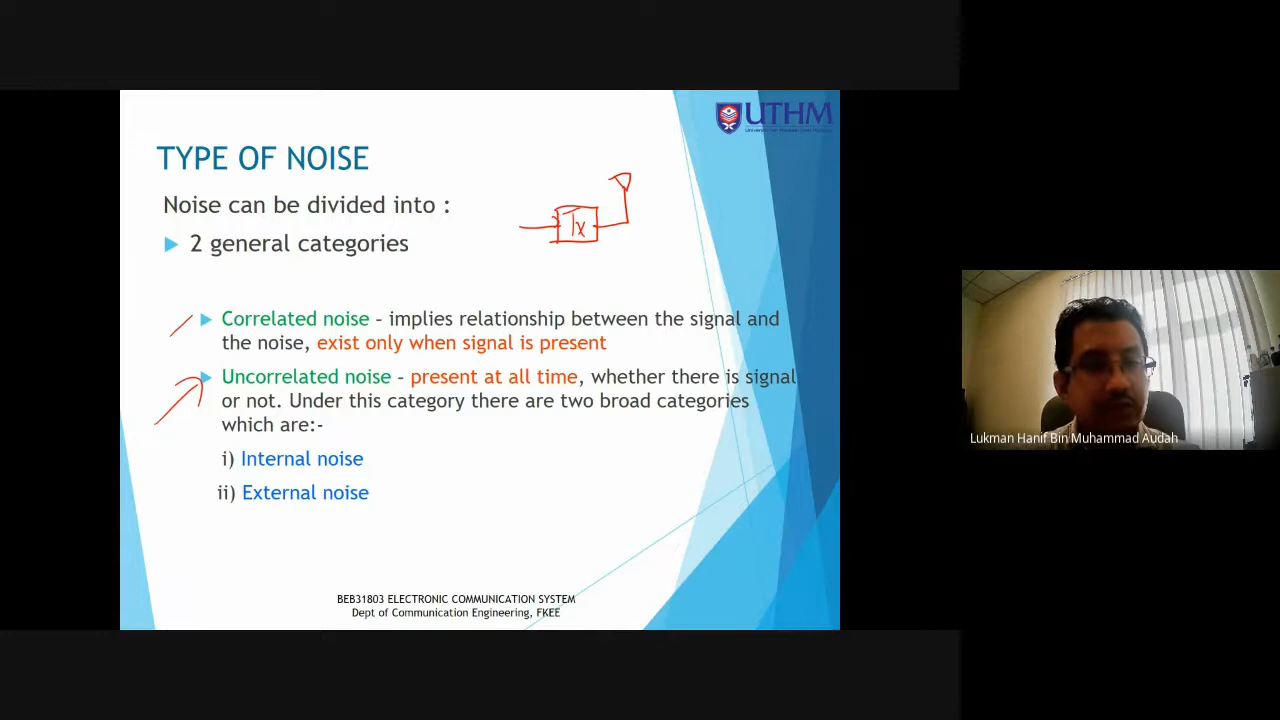 UTHM
TYPE OF NOISE
Noise can be divided into :
2 general categories
Tx
Correlated noise – implies relationship between the signal and
the noise, exist only when signal is present
Uncorrelated noise – present at all time, whether there is signal
or not. Under this category there are two broad categories
which are:-
i) Internal noise
ii) External noise
BEB31803 ELECTRONIC COMMUNICATION SYSTEM
Dept of Communication Engineering, FKEE
Lukman Hanif Bin Muhammad Audah